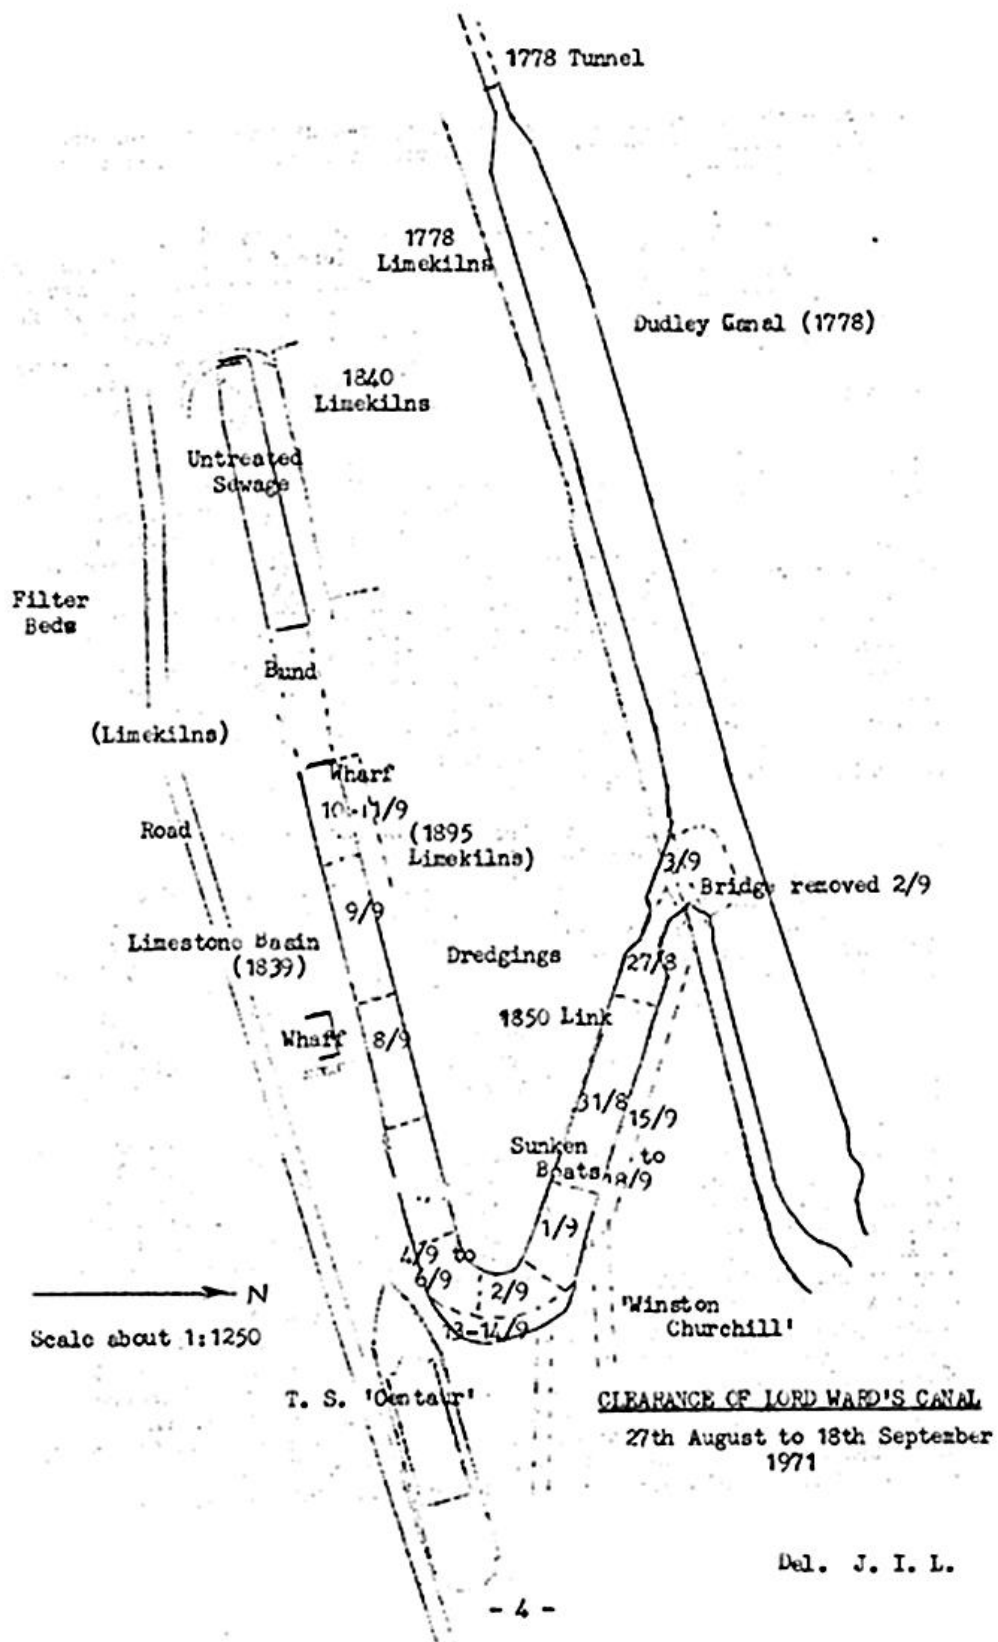 1778 Tunnel
1778
Limekilns
Dudley Canal (1778)
1840
Limekilns
Untreated
Sewage
Filter
Beds
Bund
(Limekilns)
Wharf
10-11/9
(1895
Limekilns)
Road
3/9
Bridge removed 2/9
9/9
Limestone Basin
(1839)
Dredgings
27/8
1850 Link
Wharf
8/9
31/8
15/9
to
18/9
Sunken
Boats
1/9
4/9 to
6/9
2/9
13-14/9
N
Scale about 1:1250
'Winston
Churchill'
T. S. 'Centaur'
CLEARANCE OF LORD WARD'S CANAL
27th August to 18th September
1971
Del. J. I. L.
- 4 -